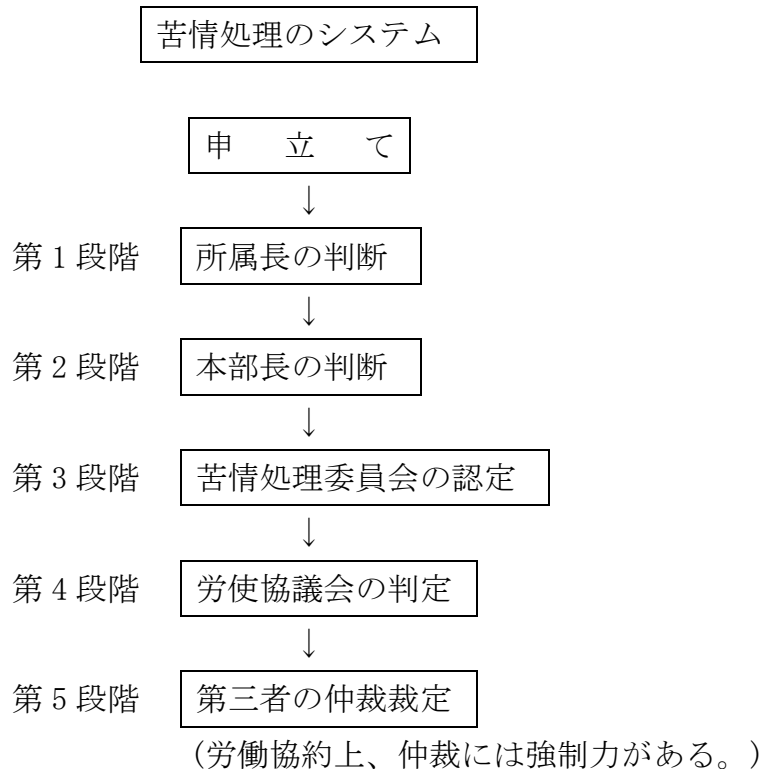 苦情処理のシステム
申 立 て
↓
第1段階 所属長の判断
↓
第2段階 本部長の判断
↓
第3段階 苦情処理委員会の認定
↓
第4段階 労使協議会の判定
↓
第5段階 第三者の仲裁裁定
(労働協約上、仲裁には強制力がある。)